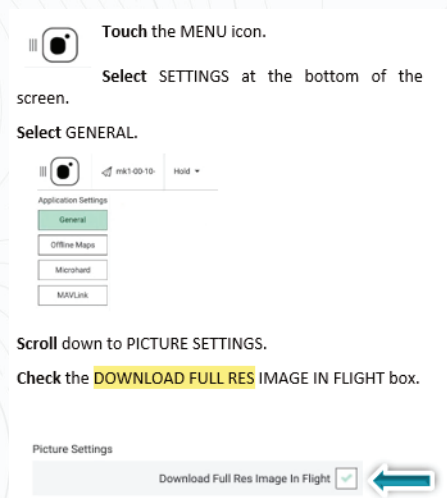 Touch the MENU icon.
Select SETTINGS at the bottom of the
screen.
Select GENERAL.
mk1-00-10- Hold
Application Settings
General
Offline Maps
Microhard
MAVLink
Scroll down to PICTURE SETTINGS.
Check the DOWNLOAD FULL RES IMAGE IN FLIGHT box.
Picture Settings
Download Full Res Image In Flight